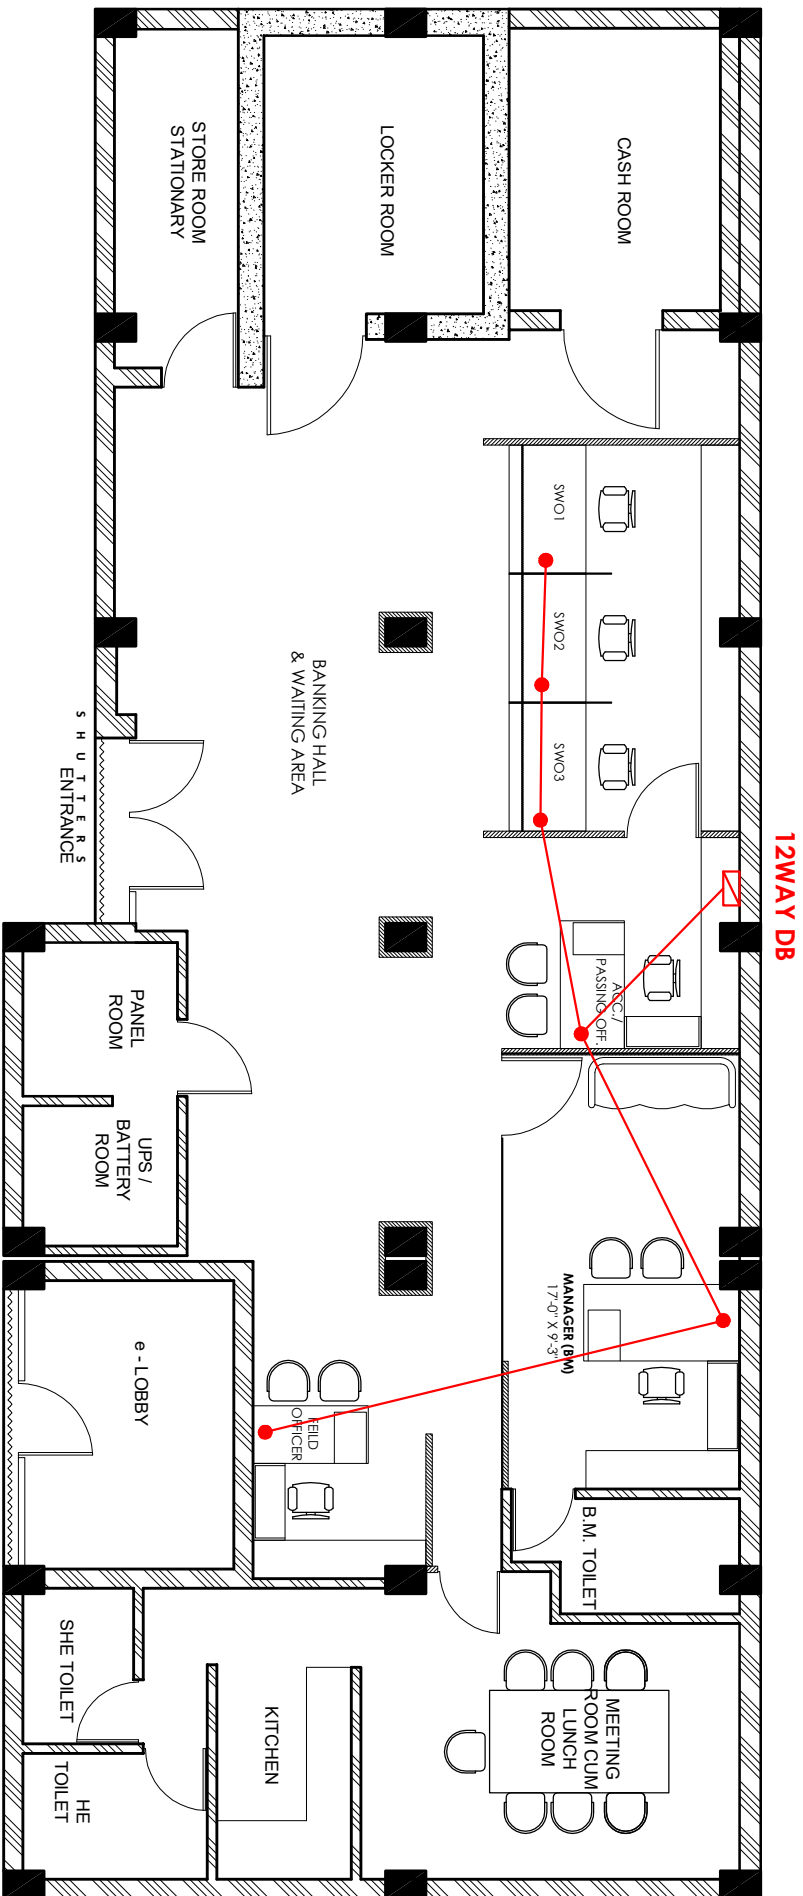 STORE ROOM
STATIONARY
LOCKER ROOM
CASH ROOM
SWO1
SWO2
SWO3
BANKING HALL
& WAITING AREA
S H U T T E R S
ENTRANCE
12WAY DB
ACC./
PASSING OFF.
PANEL
ROOM
UPS /
BATTERY
ROOM
MANAGER (BM)
17'-0" X 9'-3"
e - LOBBY
FEILD
OFFICER
B.M. TOILET
SHE TOILET
HE
TOILET
KITCHEN
MEETING
ROOM CUM
LUNCH
ROOM